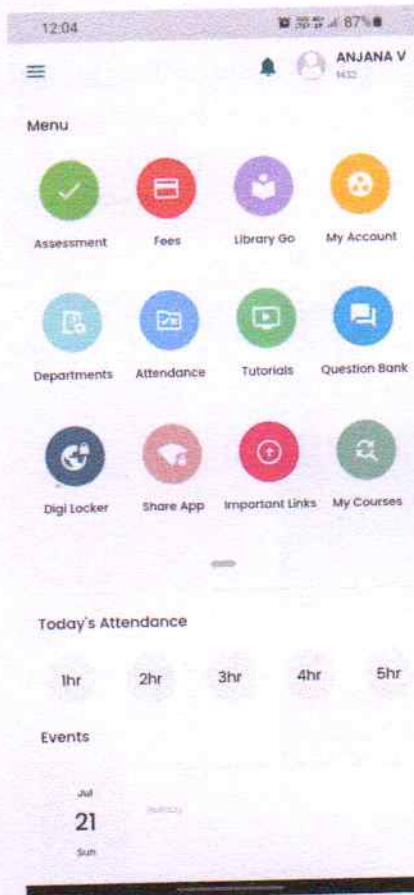 12:04 87%
ANJANA V
1432
Menu
Assessment Fees Library Go My Account
Departments Attendance Tutorials Question Bank
Digi Locker Share App Important Links My Courses
Today's Attendance
1hr 2hr 3hr 4hr 5hr
Events
Jul
21
Sun